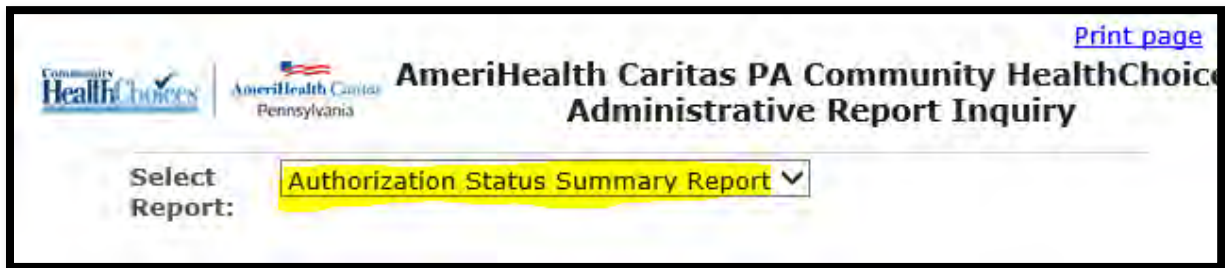 Print page
Community
HealthChoices
AmeriHealth Caritas
Pennsylvania
AmeriHealth Caritas PA Community HealthChoice
Administrative Report Inquiry
Select
Report:
Authorization Status Summary Report